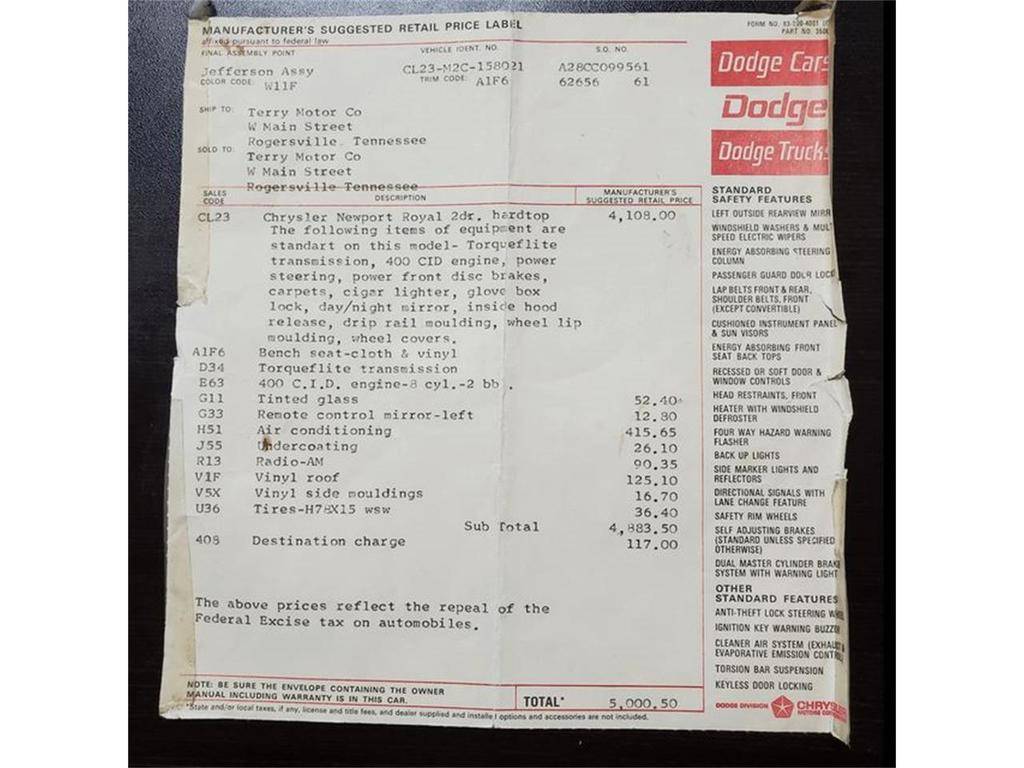 MANUFACTURER'S SUGGESTED RETAIL PRICE LABEL
affixed pursuant to federal law
FORM NO. 83-
PART NO.
FINAL ASSEMBLY POINT
VEHICLE IDENT. NO.
S.O. NO.
Jefferson Assy
CL23-M2C-158021
A28CC099561
COLOR CODE: W11F
TRIM CODE: A1F6
62656 61
SHIP TO: Terry Motor Co
W Main Street
Rogersville Tennessee
SOLD TO: Terry Motor Co
W Main Street
Rogersville Tennessee
SALES CODE
DESCRIPTION
MANUFACTURER'S
SUGGESTED RETAIL PRICE
CL23 Chrysler Newport Royal 2dr. hardtop 4,108.00
The following items of equipment are
standart on this model- Torqueflite
transmission, 400 CID engine, power
steering, power front disc brakes,
carpets, cigar lighter, glove box
lock, day/night mirror, inside hood
release, drip rail moulding, wheel lip
moulding, wheel covers.
A1F6 Bench seat-cloth & vinyl
D34 Torqueflite transmission
E63 400 C.I.D. engine-8 cyl.-2 bb .
G11 Tinted glass 52.40
G33 Remote control mirror-left 12.80
H51 Air conditioning 415.65
J55 Undercoating 26.10
R13 Radio-AM 90.35
V1F Vinyl roof 125.10
V5X Vinyl side mouldings 16.70
U36 Tires-H78X15 wsw 36.40
Sub Total 4,883.50
408 Destination charge 117.00
The above prices reflect the repeal of the
Federal Excise tax on automobiles.
NOTE: BE SURE THE ENVELOPE CONTAINING THE OWNER
MANUAL INCLUDING WARRANTY IS IN THIS CAR.
TOTAL* 5,000.50
*State and/or local taxes, if any, license and title fees, and dealer supplied and installed options and accessories are not included.
Dodge Cars
Dodge
Dodge Trucks
STANDARD
SAFETY FEATURES
LEFT OUTSIDE REARVIEW MIRR
WINDSHIELD WASHERS & MULT
SPEED ELECTRIC WIPERS
ENERGY ABSORBING STEERING
COLUMN
PASSENGER GUARD DOOR LOCK
LAP BELTS FRONT & REAR,
SHOULDER BELTS, FRONT
(EXCEPT CONVERTIBLE)
CUSHIONED INSTRUMENT PANEL
& SUN VISORS
ENERGY ABSORBING FRONT
SEAT BACK TOPS
RECESSED OR SOFT DOOR &
WINDOW CONTROLS
HEAD RESTRAINTS, FRONT
HEATER WITH WINDSHIELD
DEFROSTER
FOUR WAY HAZARD WARNING
FLASHER
BACK UP LIGHTS
SIDE MARKER LIGHTS AND
REFLECTORS
DIRECTIONAL SIGNALS WITH
LANE CHANGE FEATURE
SAFETY RIM WHEELS
SELF ADJUSTING BRAKES
(STANDARD UNLESS SPECIFIED
OTHERWISE)
DUAL MASTER CYLINDER BRAKE
SYSTEM WITH WARNING LIGHT
OTHER
STANDARD FEATURES
ANTI-THEFT LOCK STEERING WHEEL
IGNITION KEY WARNING BUZZER
CLEANER AIR SYSTEM (EXHAUST &
EVAPORATIVE EMISSION CONTROL)
TORSION BAR SUSPENSION
KEYLESS DOOR LOCKING
DODGE DIVISION CHRYSLER
MOTORS CORPORATION